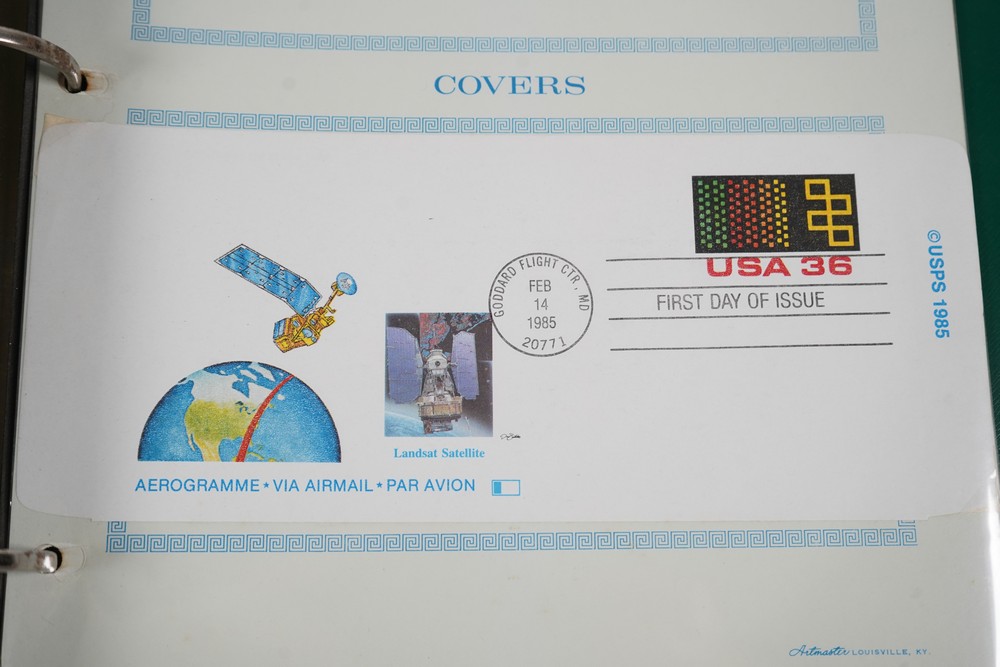 COVERS
USA 36
©USPS 1985
GODDARD FLIGHT CTR., MD
FEB
14
1985
20771
FIRST DAY OF ISSUE
Landsat Satellite
AEROGRAMME ★ VIA AIRMAIL ★ PAR AVION
Artmaster LOUISVILLE, KY.